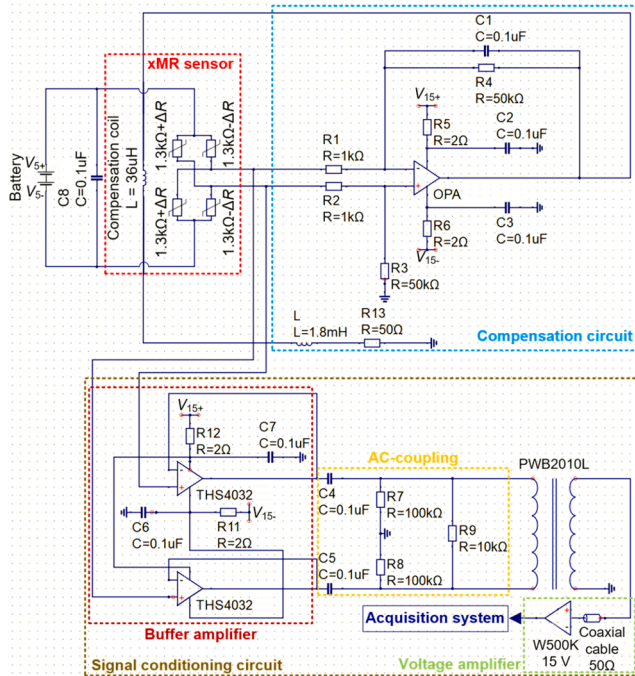 C1
C=0.1uF
xMR sensor
R4
R=50kΩ
V15+
R5
R=2Ω
C2
C=0.1uF
Battery
V5+
V5-
C8
C=0.1uF
Compensation coil
L = 36uH
1.3kΩ+ΔR
1.3kΩ-ΔR
1.3kΩ+ΔR
1.3kΩ-ΔR
R1
R=1kΩ
-
+
OPA
R2
R=1kΩ
R6
R=2Ω
V15-
C3
C=0.1uF
R3
R=50kΩ
L
L=1.8mH
R13
R=50Ω
Compensation circuit
V15+
R12
R=2Ω
C7
C=0.1uF
-
+
THS4032
C6
C=0.1uF
R11
R=2Ω
V15-
-
+
THS4032
Buffer amplifier
AC-coupling
C4
C=0.1uF
R7
R=100kΩ
R9
R=10kΩ
C5
C=0.1uF
R8
R=100kΩ
PWB2010L
Acquisition system
W500K
15 V
Coaxial
cable
50Ω
Voltage amplifier
Signal conditioning circuit